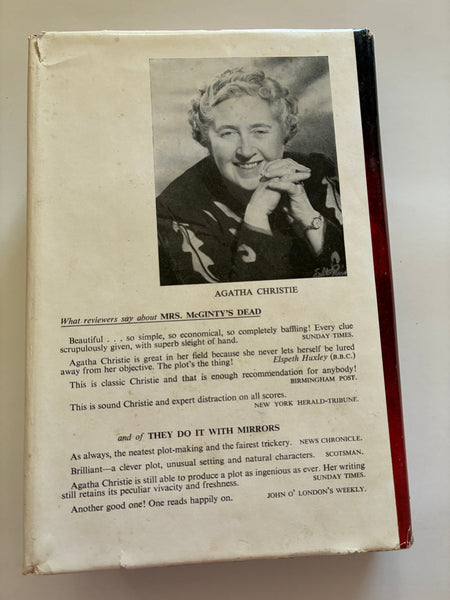 AGATHA CHRISTIE
What reviewers say about MRS. McGINTY'S DEAD
Beautiful . . . so simple, so economical, so completely baffling! Every clue
scrupulously given, with superb sleight of hand. SUNDAY TIMES.
Agatha Christie is great in her field because she never lets herself be lured
away from her objective. The plot's the thing! Elspeth Huxley (B.B.C.)
This is classic Christie and that is enough recommendation for anybody!
BIRMINGHAM POST.
This is sound Christie and expert distraction on all scores.
NEW YORK HERALD-TRIBUNE.
and of THEY DO IT WITH MIRRORS
As always, the neatest plot-making and the fairest trickery. NEWS CHRONICLE.
Brilliant—a clever plot, unusual setting and natural characters. SCOTSMAN.
Agatha Christie is still able to produce a plot as ingenious as ever. Her writing
still retains its peculiar vivacity and freshness. SUNDAY TIMES.
Another good one! One reads happily on. JOHN O' LONDON'S WEEKLY.